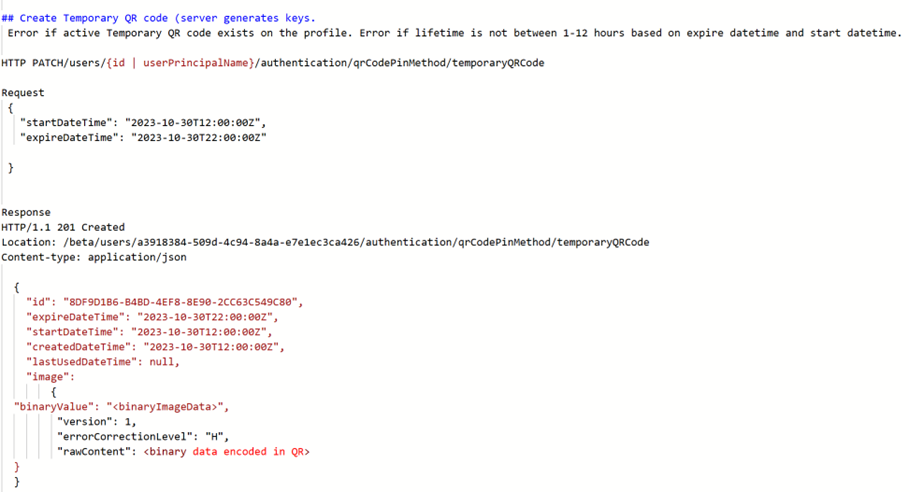 ## Create Temporary QR code (server generates keys.
Error if active Temporary QR code exists on the profile. Error if lifetime is not between 1-12 hours based on expire datetime and start datetime.
HTTP PATCH/users/{id | userPrincipalName}/authentication/qrCodePinMethod/temporaryQRCode
Request
{
"startDateTime": "2023-10-30T12:00:00Z",
"expireDateTime": "2023-10-30T22:00:00Z"
}
Response
HTTP/1.1 201 Created
Location: /beta/users/a3918384-509d-4c94-8a4a-e7e1ec3ca426/authentication/qrCodePinMethod/temporaryQRCode
Content-type: application/json
{
"id": "8DF9D1B6-B4BD-4EF8-8E90-2CC63C549C80",
"expireDateTime": "2023-10-30T22:00:00Z",
"startDateTime": "2023-10-30T12:00:00Z",
"createdDateTime": "2023-10-30T12:00:00Z",
"lastUsedDateTime": null,
"image":
{
"binaryValue": "<binaryImageData>",
"version": 1,
"errorCorrectionLevel": "H",
"rawContent": <binary data encoded in QR>
}
}